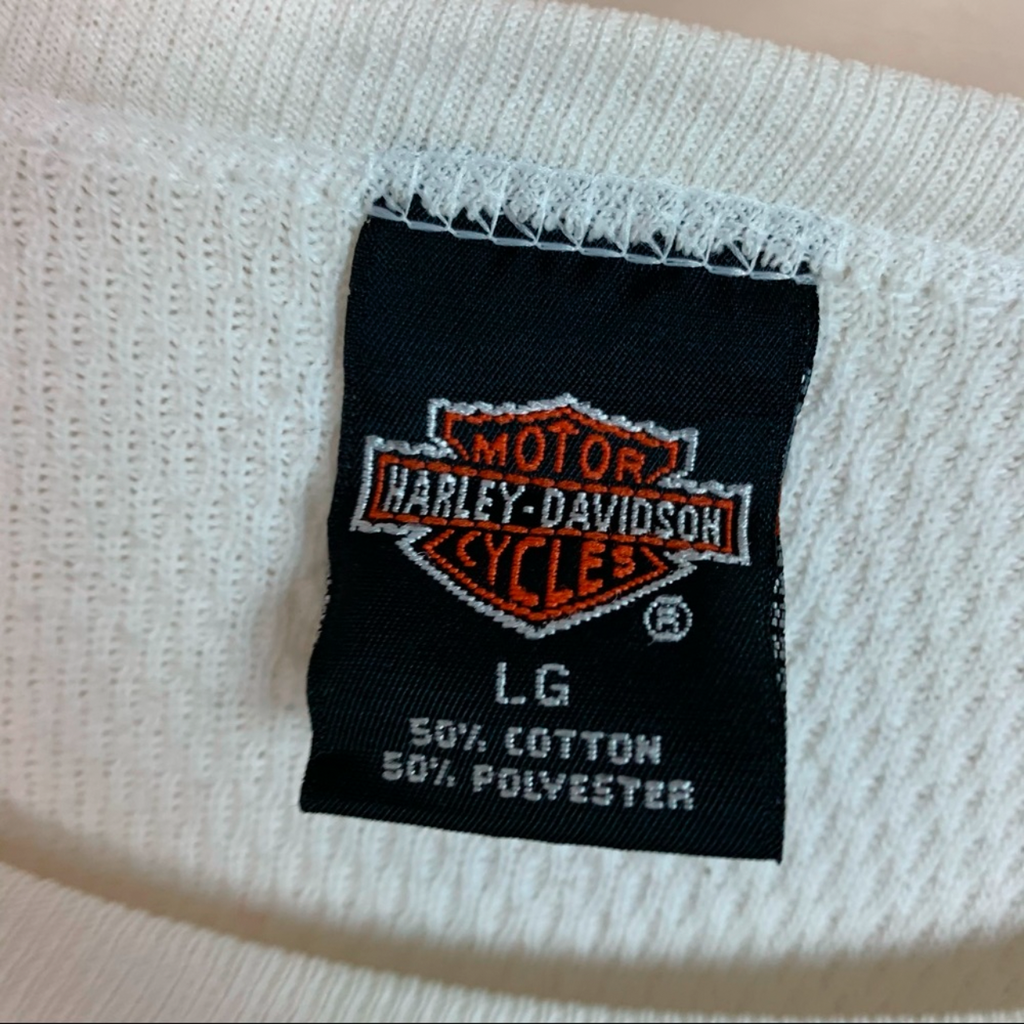 MOTOR
HARLEY-DAVIDSON
CYCLES
®
LG
50% COTTON
50% POLYESTER